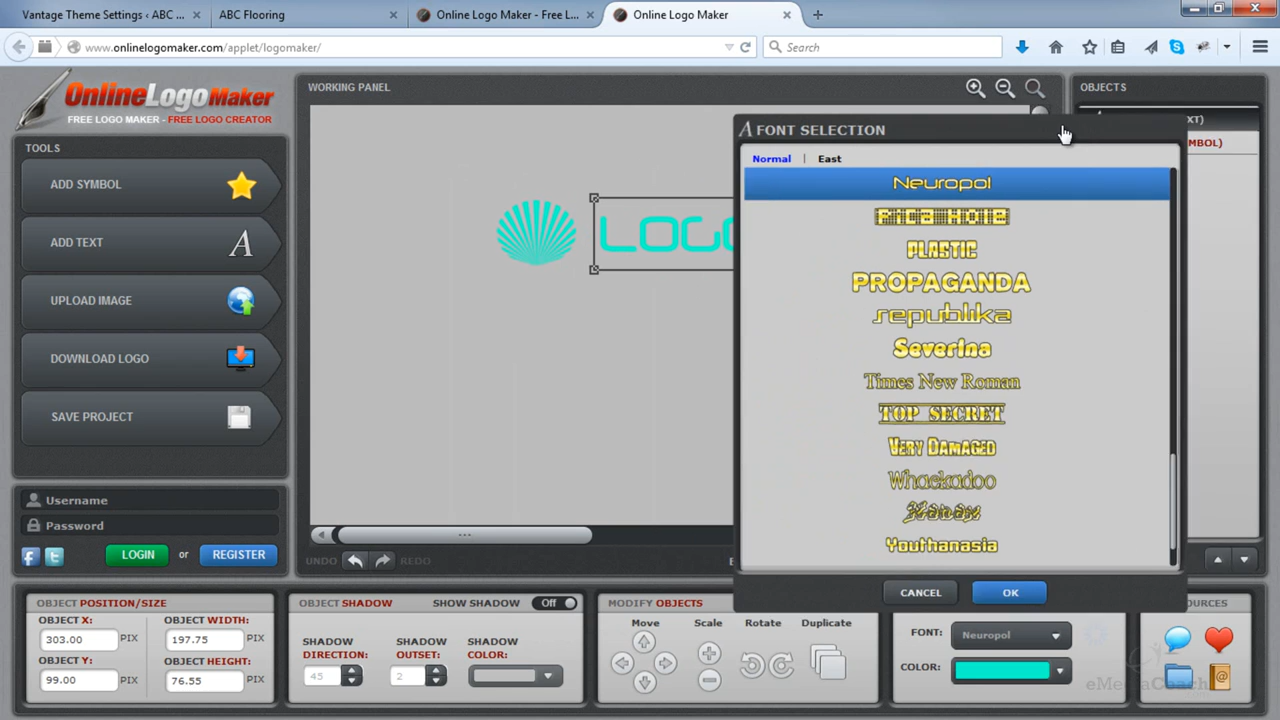 Vantage Theme Settings ‹ ABC ...
ABC Flooring
Online Logo Maker - Free L...
Online Logo Maker
www.onlinelogomaker.com/applet/logomaker/
Search
OnlineLogoMaker
FREE LOGO MAKER - FREE LOGO CREATOR
WORKING PANEL
OBJECTS
TOOLS
ADD SYMBOL
ADD TEXT
UPLOAD IMAGE
DOWNLOAD LOGO
SAVE PROJECT
Username
Password
LOGIN or REGISTER
LOGO
UNDO
REDO
FONT SELECTION
Normal | East
Neuropol
Pica Hole
PLASTIC
PROPAGANDA
republika
Severina
Times New Roman
TOP SECRET
VERY DAMAGED
Whackadoo
Youthanasia
CANCEL
OK
OBJECT POSITION/SIZE
OBJECT X:
303.00 PIX
OBJECT WIDTH:
197.75 PIX
OBJECT Y:
99.00 PIX
OBJECT HEIGHT:
76.55 PIX
OBJECT SHADOW
SHOW SHADOW Off
SHADOW DIRECTION:
45
SHADOW OUTSET:
2
SHADOW COLOR:
MODIFY OBJECTS
Move
Scale
Rotate
Duplicate
FONT: Neuropol
COLOR:
eMediaCoach